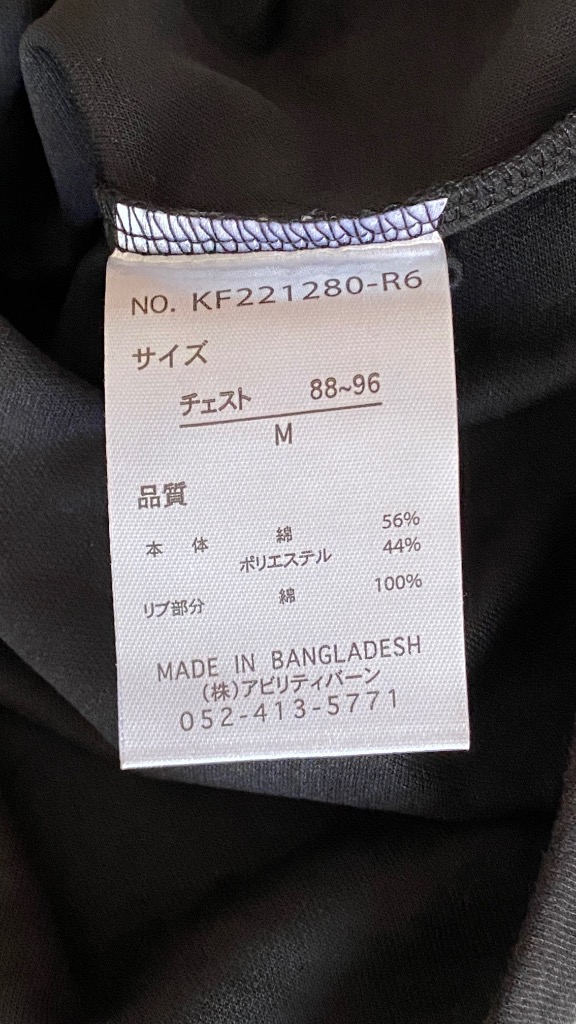 NO. KF221280-R6
サイズ
チェスト 88~96
M
品質
本 体 綿 56%
ポリエステル 44%
リブ部分 綿 100%
MADE IN BANGLADESH
(株)アビリティバーン
052-413-5771